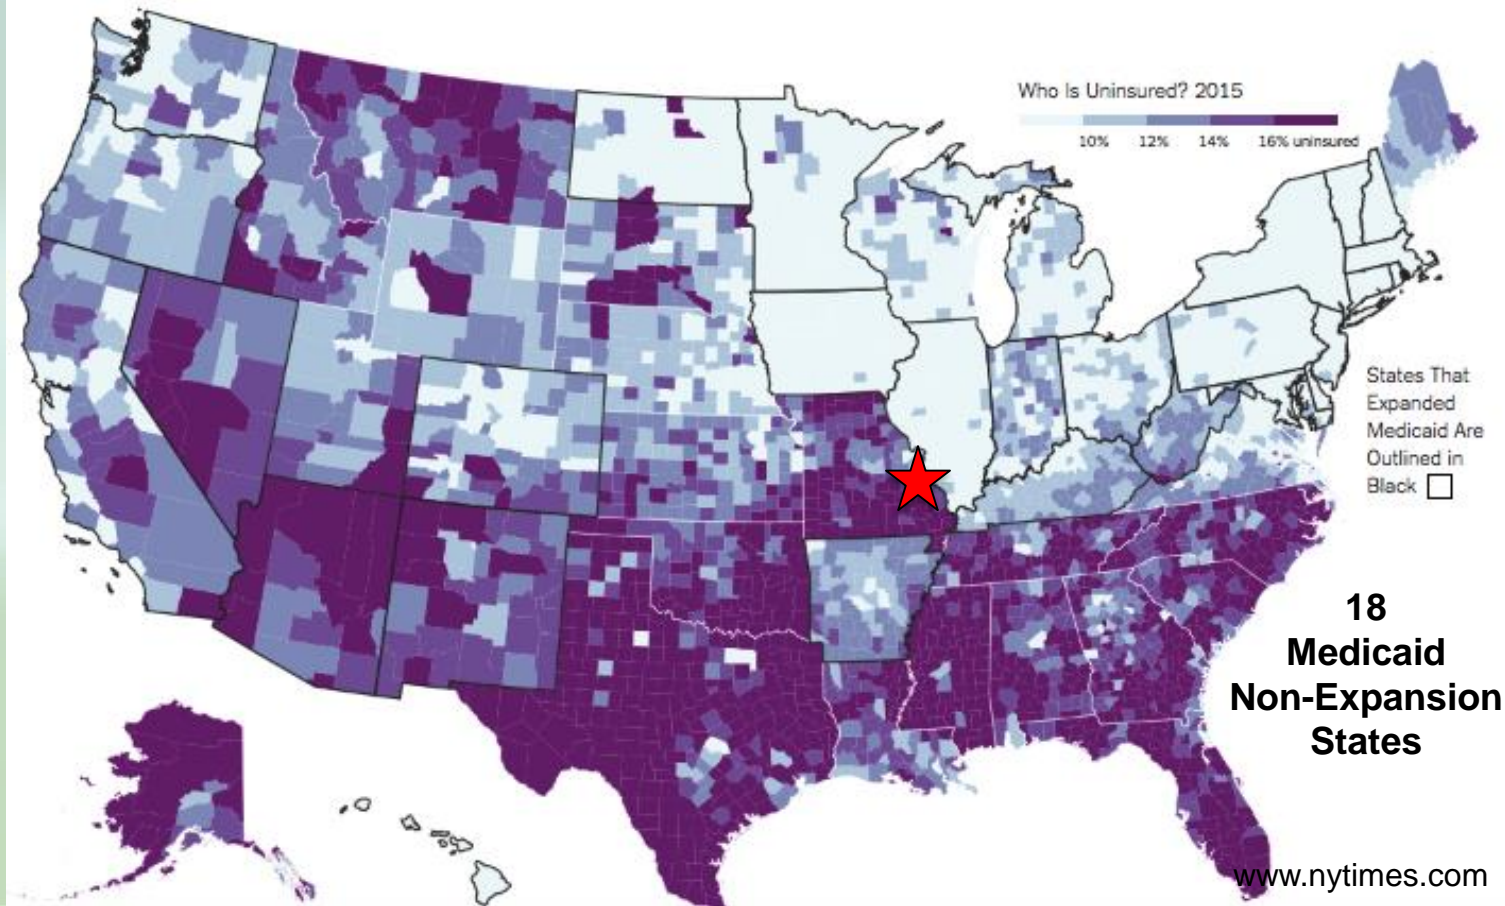 Who Is Uninsured? 2015
10% 12% 14% 16% uninsured
States That
Expanded
Medicaid Are
Outlined in
Black
18
Medicaid
Non-Expansion
States
www.nytimes.com